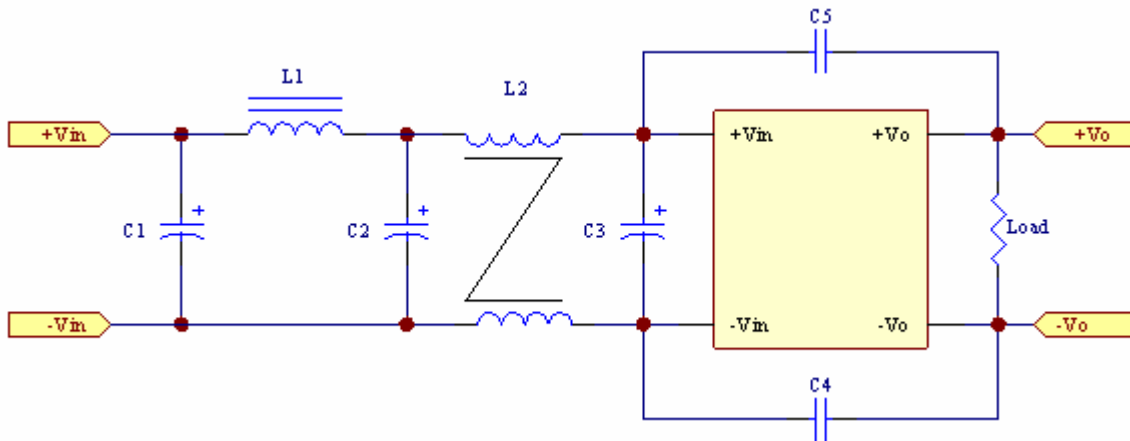 C5
L1
L2
+Vin
+Vin
+Vo
+Vo
+
+
+
C1
C2
C3
Load
-Vin
-Vin
-Vo
-Vo
C4